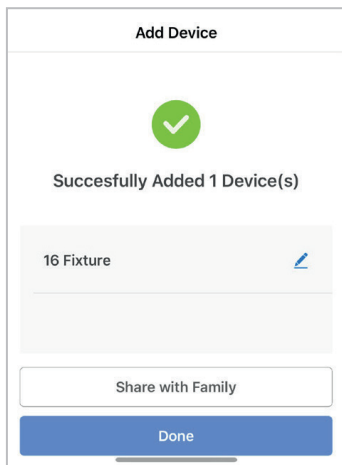 Add Device
Succesfully Added 1 Device(s)
16 Fixture
Share with Family
Done